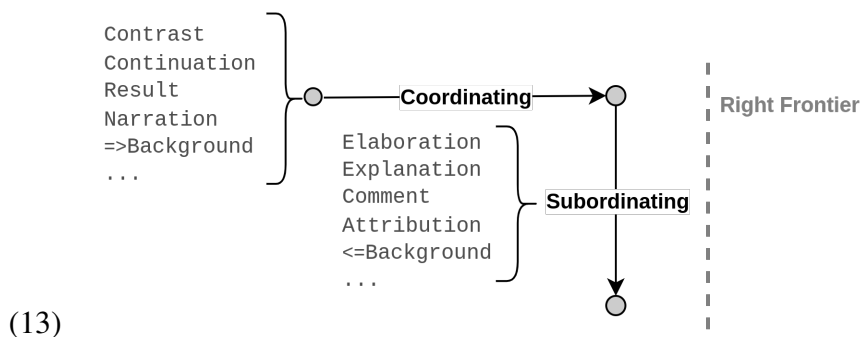 Contrast
Continuation
Result
Narration
=>Background
...
Coordinating
Right Frontier
Elaboration
Explanation
Comment
Attribution
<=Background
...
Subordinating
(13)